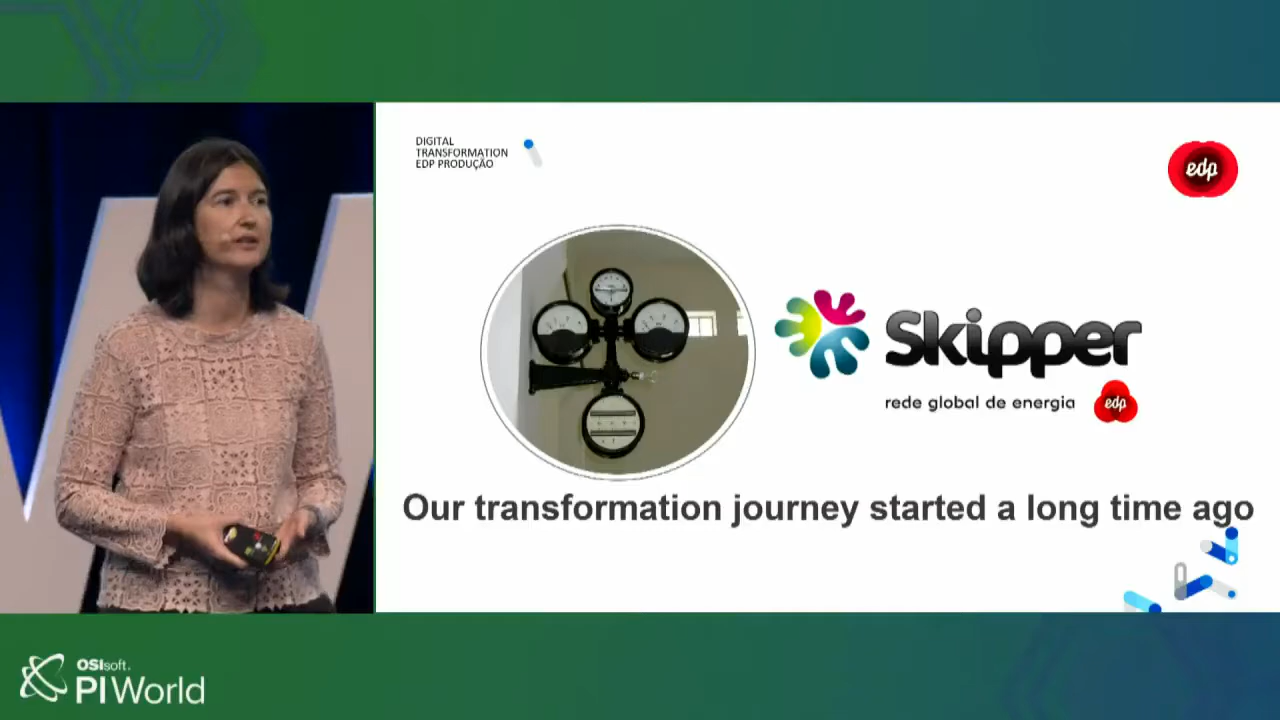 DIGITAL
TRANSFORMATION
EDP PRODUÇÃO
edp
Skipper
rede global de energia
edp
Our transformation journey started a long time ago
OSIsoft.
PI World